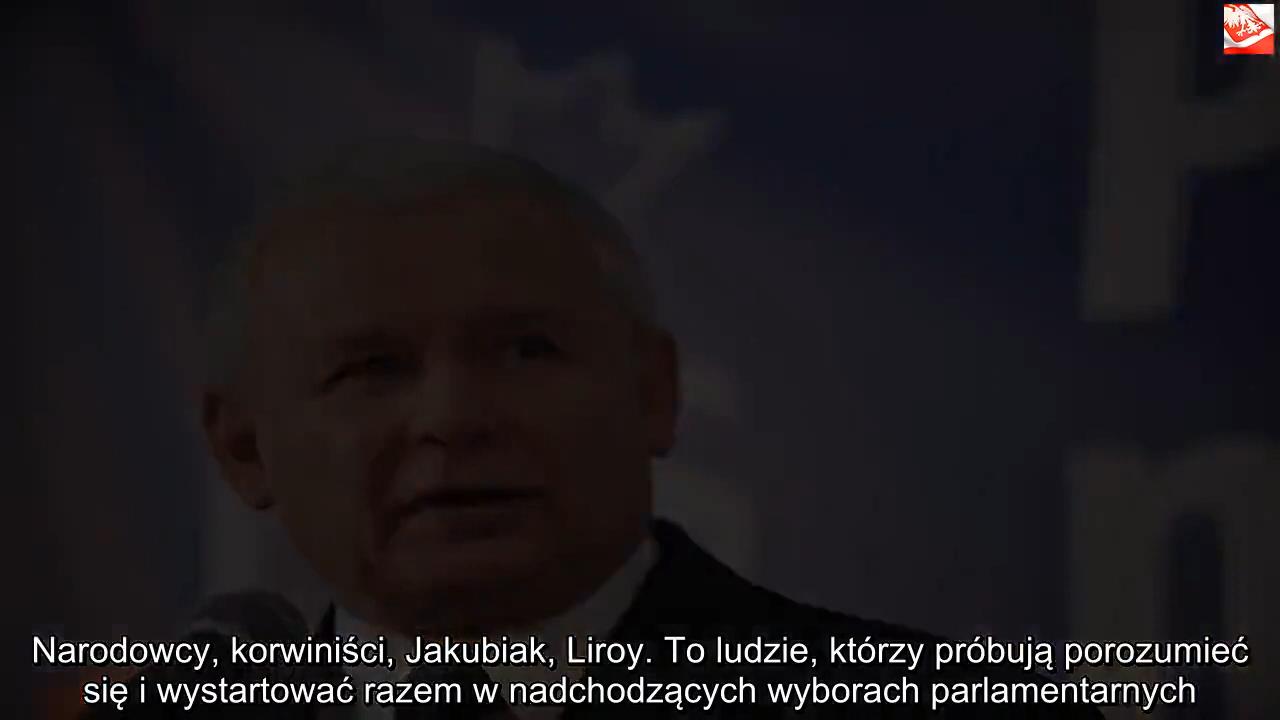 Narodowcy, korwiniści, Jakubiak, Liroy. To ludzie, którzy próbują porozumieć
się i wystartować razem w nadchodzących wyborach parlamentarnych